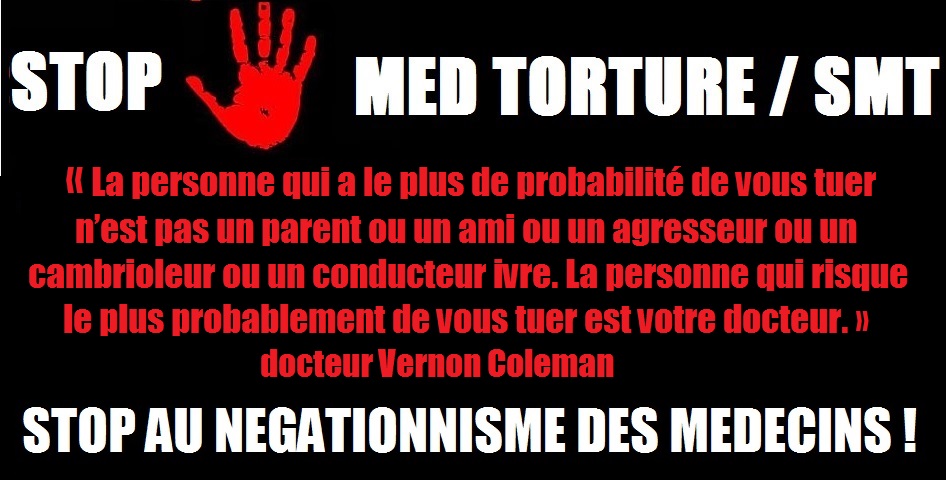 STOP MED TORTURE / SMT
« La personne qui a le plus de probabilité de vous tuer
n’est pas un parent ou un ami ou un agresseur ou un
cambrioleur ou un conducteur ivre. La personne qui risque
le plus probablement de vous tuer est votre docteur. »
docteur Vernon Coleman
STOP AU NEGATIONNISME DES MEDECINS !